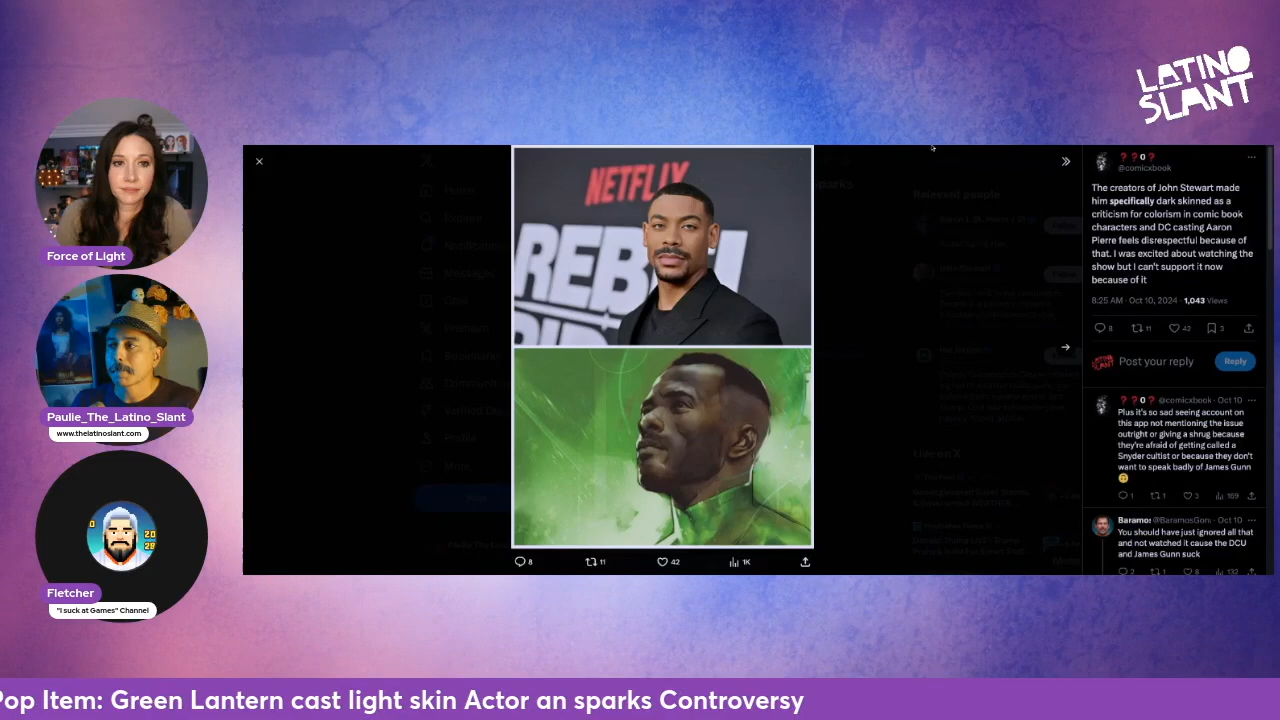 LATINO
SLANT
Force of Light
Paulie_The_Latino_Slant
www.thelatinoslant.com
Fletcher
"I suck at Games" Channel
NETFLIX
REBEL
8
11
42
1K
❓❓O❓
@comicxbook
The creators of John Stewart made
him specifically dark skinned as a
criticism for colorism in comic book
characters and DC casting Aaron
Pierre feels disrespectful because of
that. I was excited about watching the
show but I can't support it now
because of it
8:25 AM · Oct 10, 2024 · 1,043 Views
8 11 42 3
Post your reply
Reply
❓❓O❓ @comicxbook · Oct 10
Plus it's so sad seeing account on
this app not mentioning the issue
outright or giving a shrug because
they're afraid of getting called a
Snyder cultist or because they don't
want to speak badly of James Gunn
🙃
1 1 3 169
Baramos @BaramosGom · Oct 10
You should have just ignored all that
and not watched it cause the DCU
and James Gunn suck
2 1 8 132
Pop Item: Green Lantern cast light skin Actor an sparks Controversy